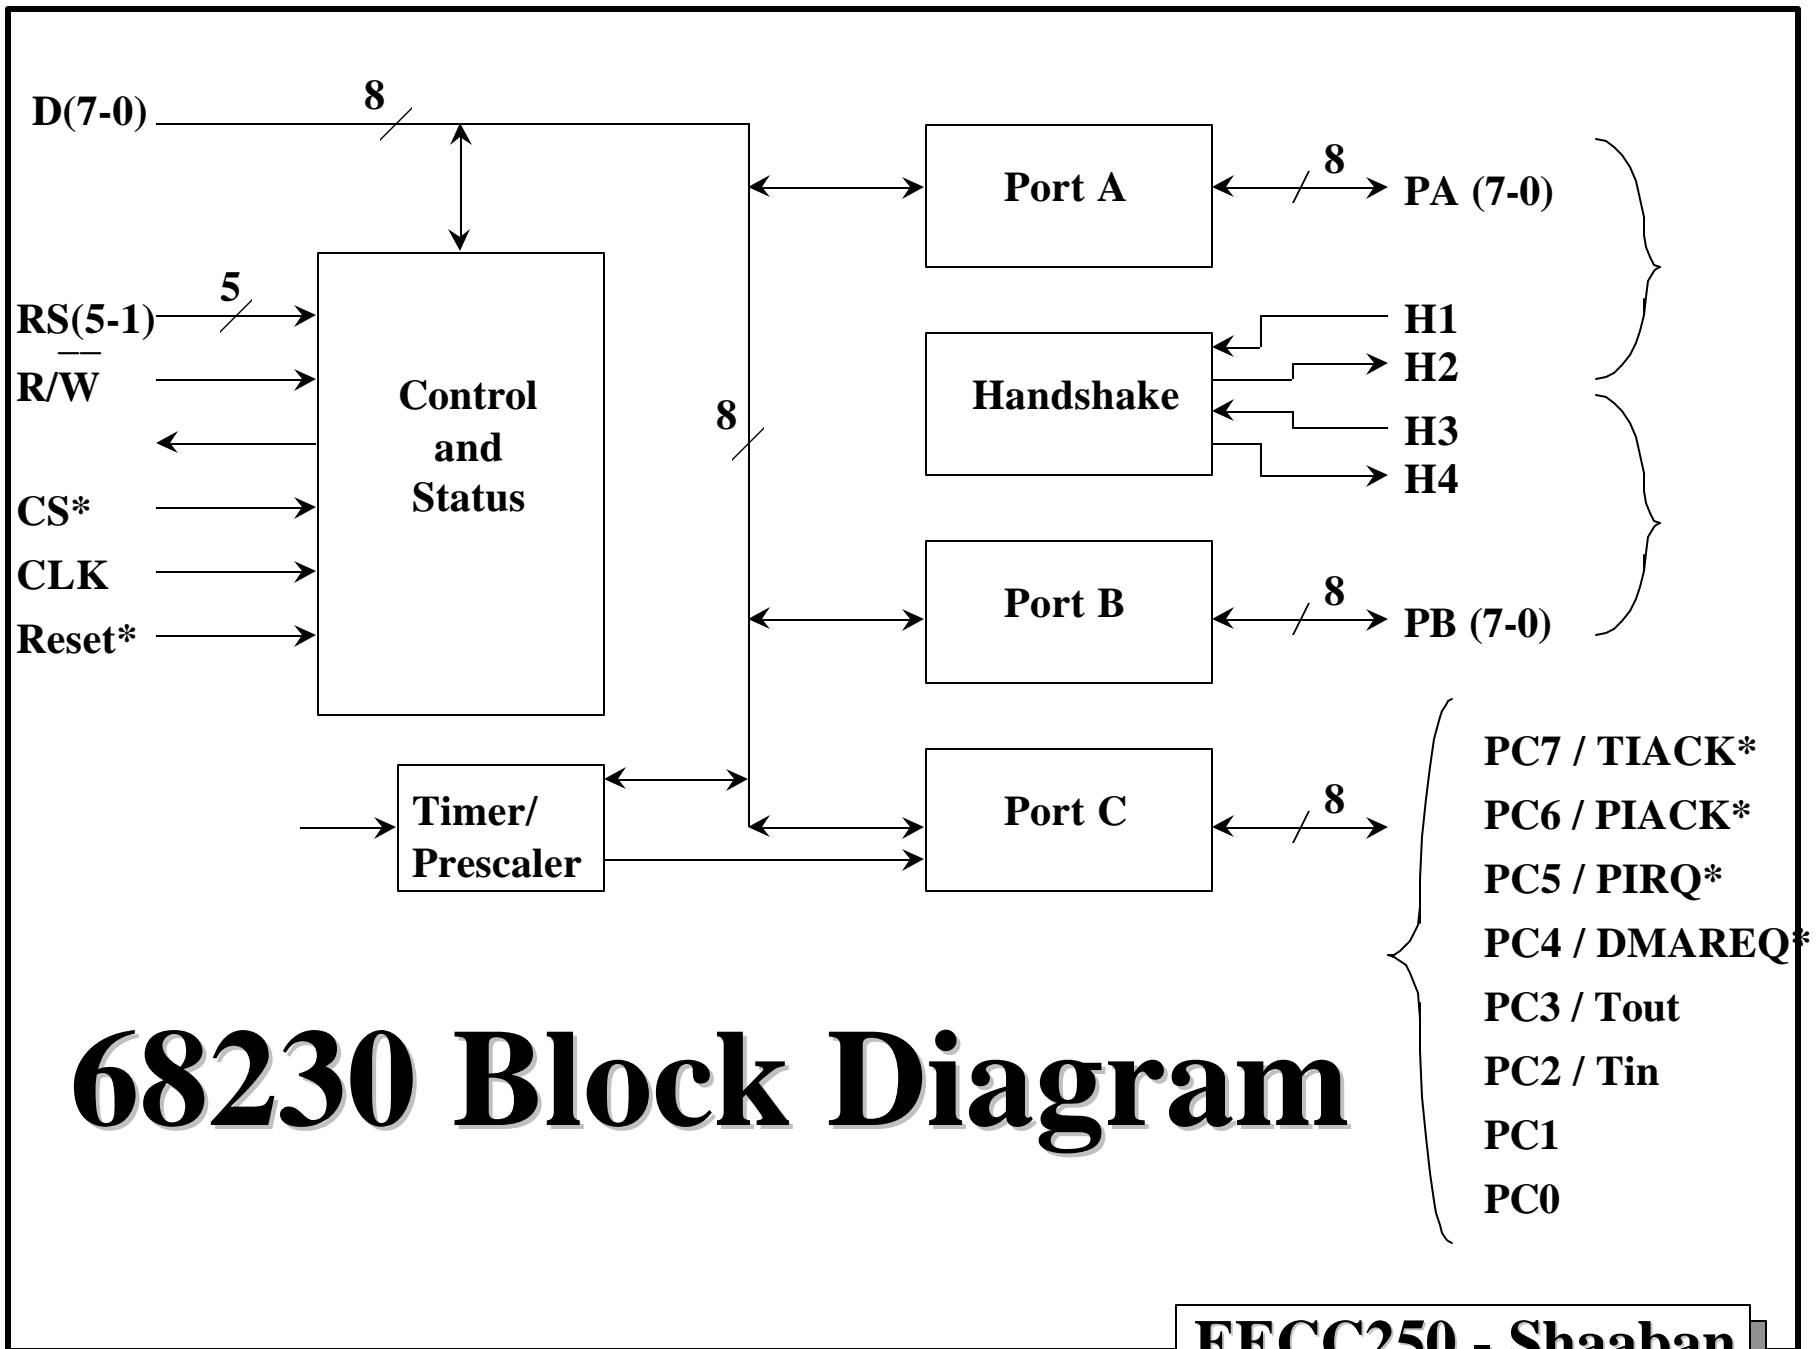 D(7-0)
8
RS(5-1)
5
R/W
CS*
CLK
Reset*
Control
and
Status
8
Timer/
Prescaler
Port A
8
PA (7-0)
Handshake
H1
H2
H3
H4
Port B
8
PB (7-0)
Port C
8
PC7 / TIACK*
PC6 / PIACK*
PC5 / PIRQ*
PC4 / DMAREQ*
PC3 / Tout
PC2 / Tin
PC1
PC0
68230 Block Diagram
EECC250 - Shaaban